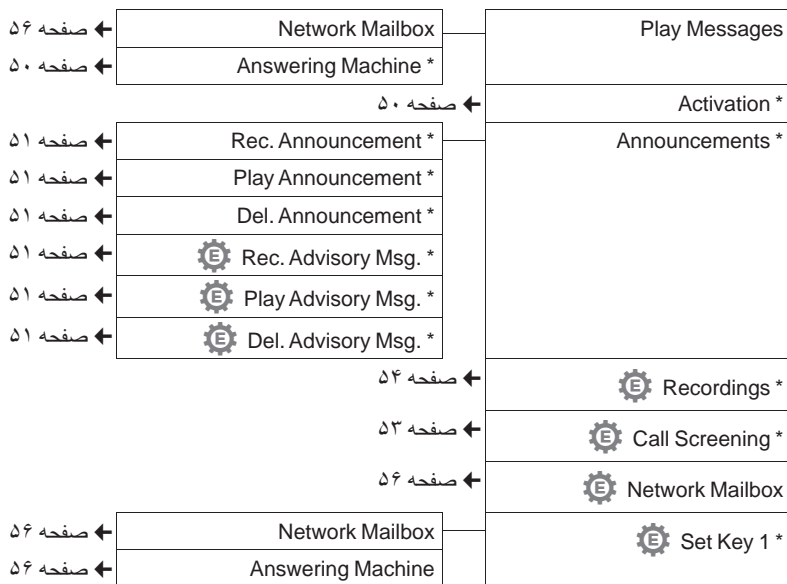 Play Messages Network Mailbox صفحه ۵۶
Answering Machine * صفحه ۵۰
Activation * صفحه ۵۰
Announcements * Rec. Announcement * صفحه ۵۱
Play Announcement * صفحه ۵۱
Del. Announcement * صفحه ۵۱
E Rec. Advisory Msg. * صفحه ۵۱
E Play Advisory Msg. * صفحه ۵۱
E Del. Advisory Msg. * صفحه ۵۱
E Recordings * صفحه ۵۴
E Call Screening * صفحه ۵۳
E Network Mailbox صفحه ۵۶
E Set Key 1 * Network Mailbox صفحه ۵۶
Answering Machine صفحه ۵۶